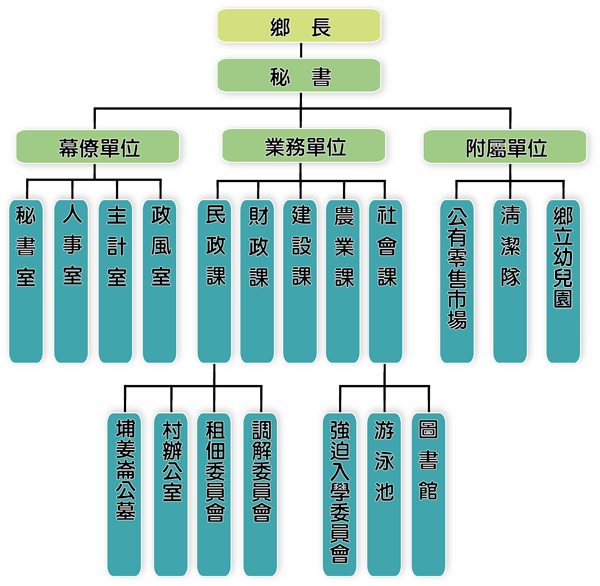 鄉長
秘書
幕僚單位
業務單位
附屬單位
秘書室
人事室
主計室
政風室
民政課
財政課
建設課
農業課
社會課
公有零售市場
清潔隊
鄉立幼兒園
埔姜崙公墓
村辦公室
租佃委員會
調解委員會
強迫入學委員會
游泳池
圖書館